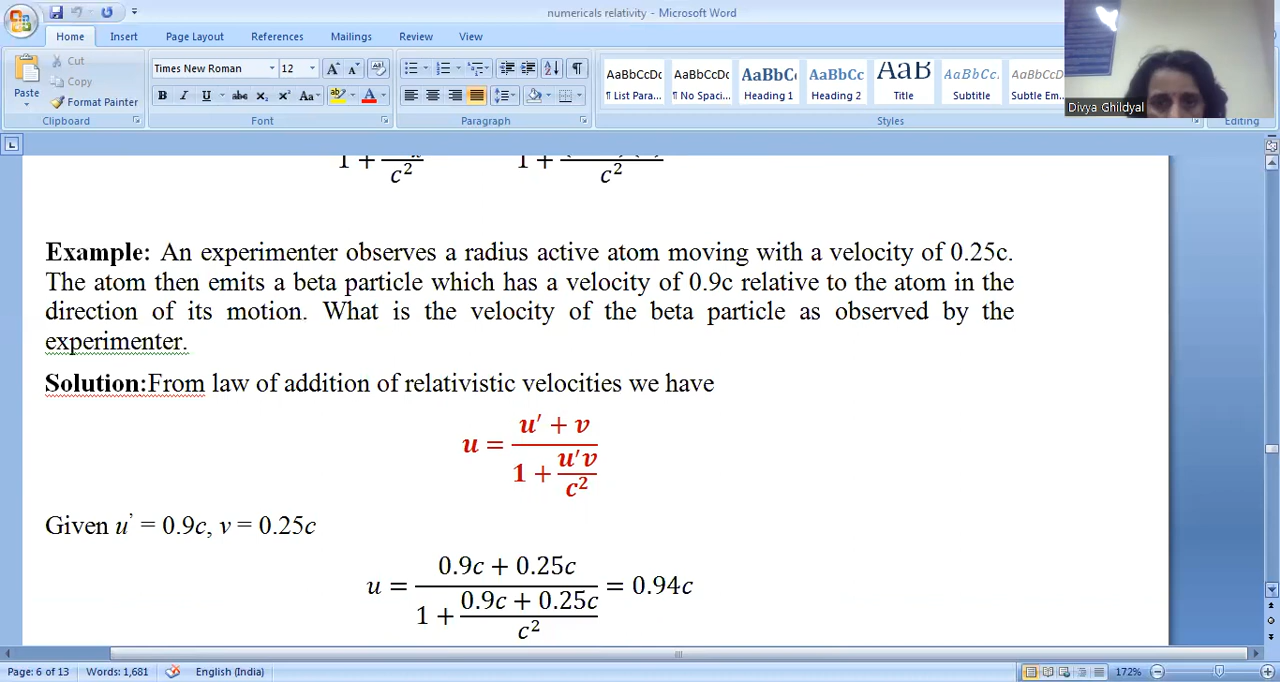 numericals relativity - Microsoft Word
Home Insert Page Layout References Mailings Review View
Paste
Cut
Copy
Format Painter
Times New Roman 12
AaBbCcDc AaBbCcDc AaBbC AaBbCc AaB AaBbCc. AaBbCcDc
¶ List Para... ¶ No Spaci... Heading 1 Heading 2 Title Subtitle Subtle Em...
Divya Ghildyal
Clipboard Font Paragraph Styles Editing
1 + c² 1 + c²
Example: An experimenter observes a radius active atom moving with a velocity of 0.25c.
The atom then emits a beta particle which has a velocity of 0.9c relative to the atom in the
direction of its motion. What is the velocity of the beta particle as observed by the
experimenter.
Solution:From law of addition of relativistic velocities we have
u = (u′ + v) / (1 + u′v/c²)
Given u’ = 0.9c, v = 0.25c
u = (0.9c + 0.25c) / (1 + (0.9c + 0.25c)/c²) = 0.94c
Page: 6 of 13 Words: 1,681 English (India) 172%